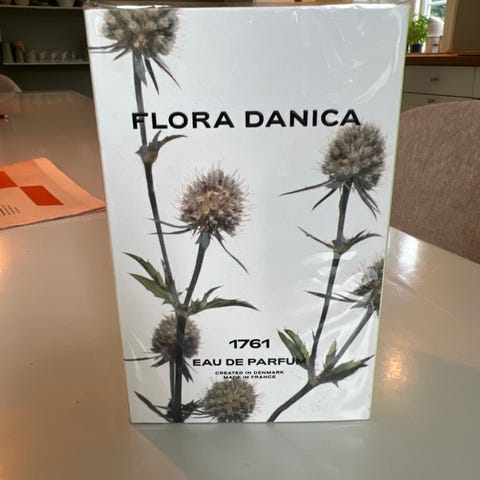 FLORA DANICA
1761
EAU DE PARFUM
CREATED IN DENMARK
MADE IN FRANCE